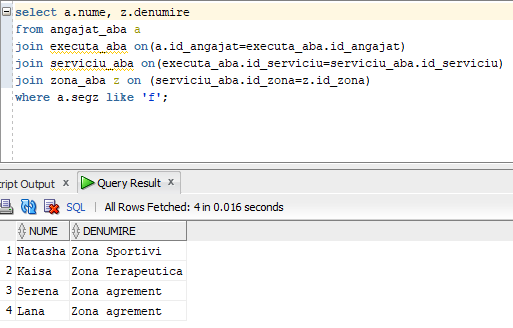 select a.nume, z.denumire
from angajat_aba a
join executa_aba on(a.id_angajat=executa_aba.id_angajat)
join serviciu_aba on(executa_aba.id_serviciu=serviciu_aba.id_serviciu)
join zona_aba z on (serviciu_aba.id_zona=z.id_zona)
where a.segz like 'f';
ript Output x Query Result x
SQL | All Rows Fetched: 4 in 0.016 seconds
NUME DENUMIRE
1 Natasha Zona Sportivi
2 Kaisa Zona Terapeutica
3 Serena Zona agrement
4 Lana Zona agrement